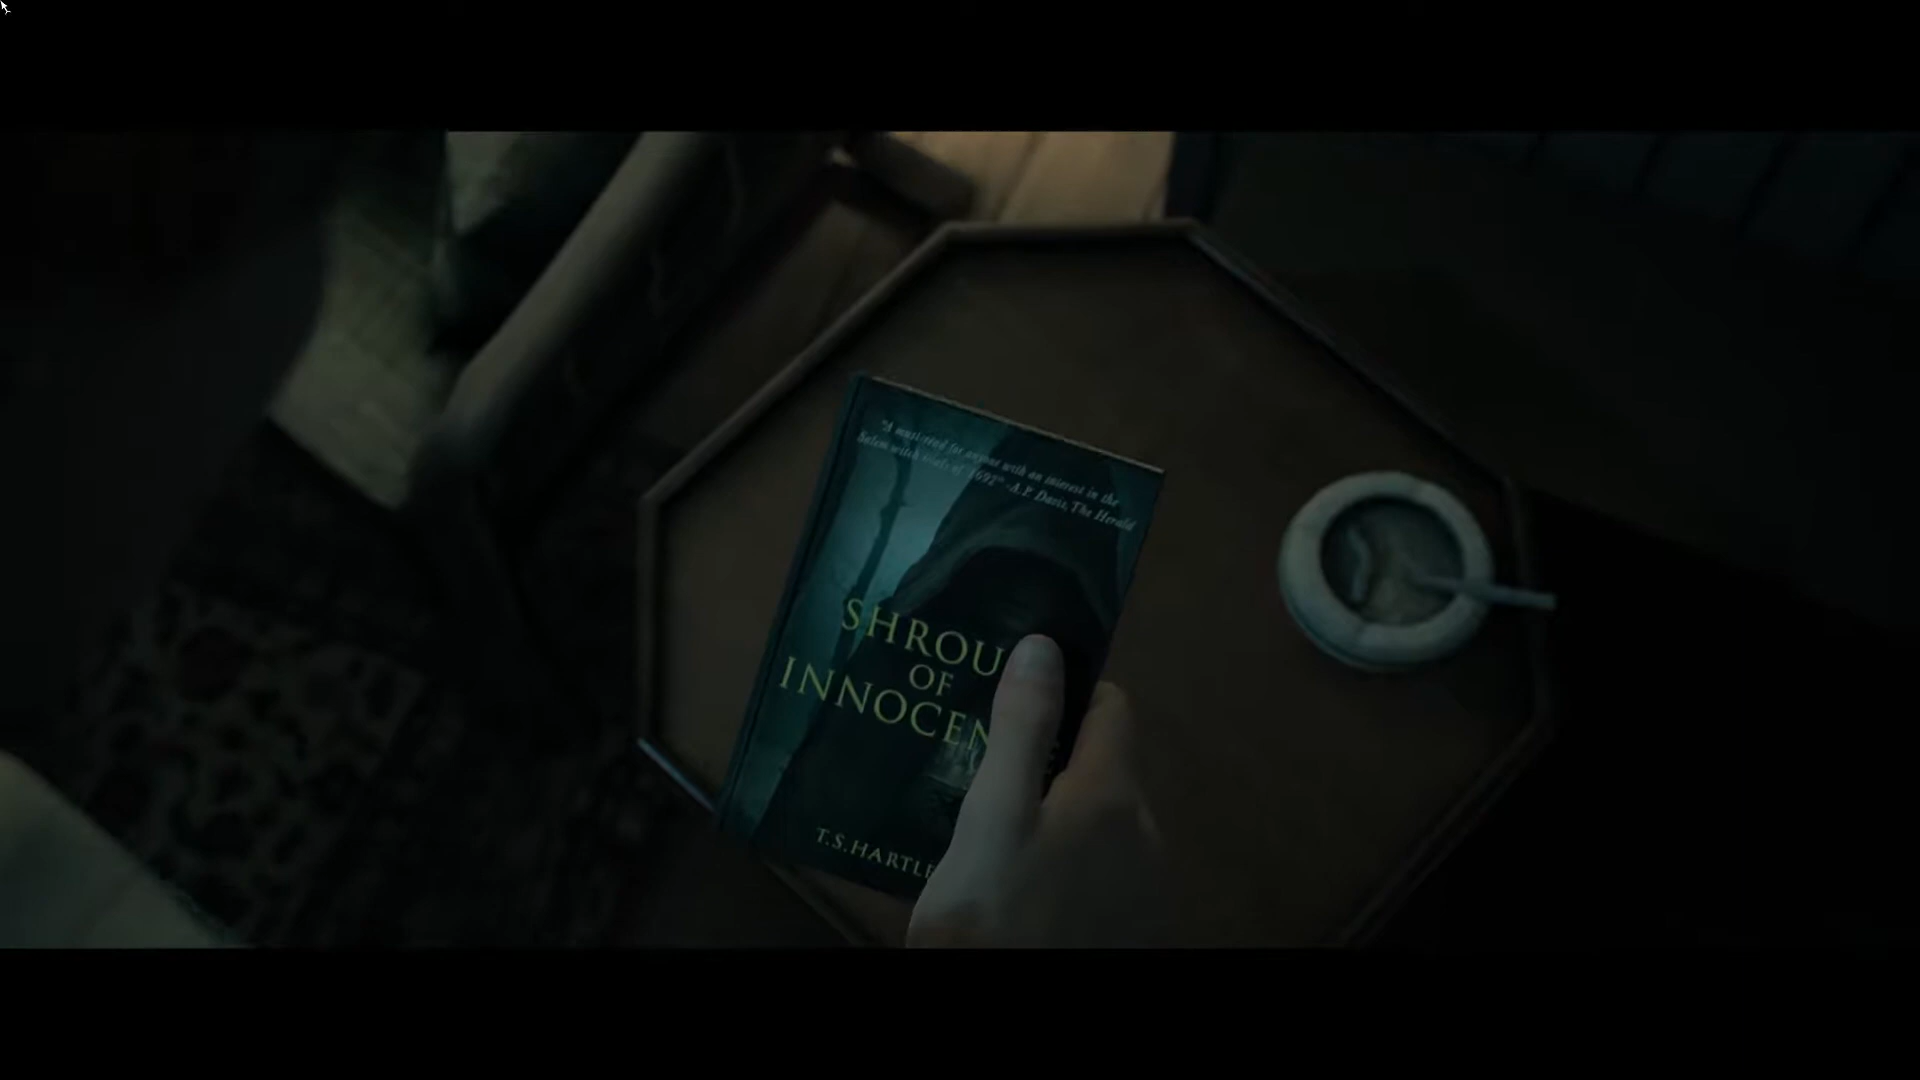 "A must-read for anyone with an interest in the
Salem witch trials of 1692" -A.P. Davis, The Herald
SHROU
OF
INNOCEN
T.S.HARTLE